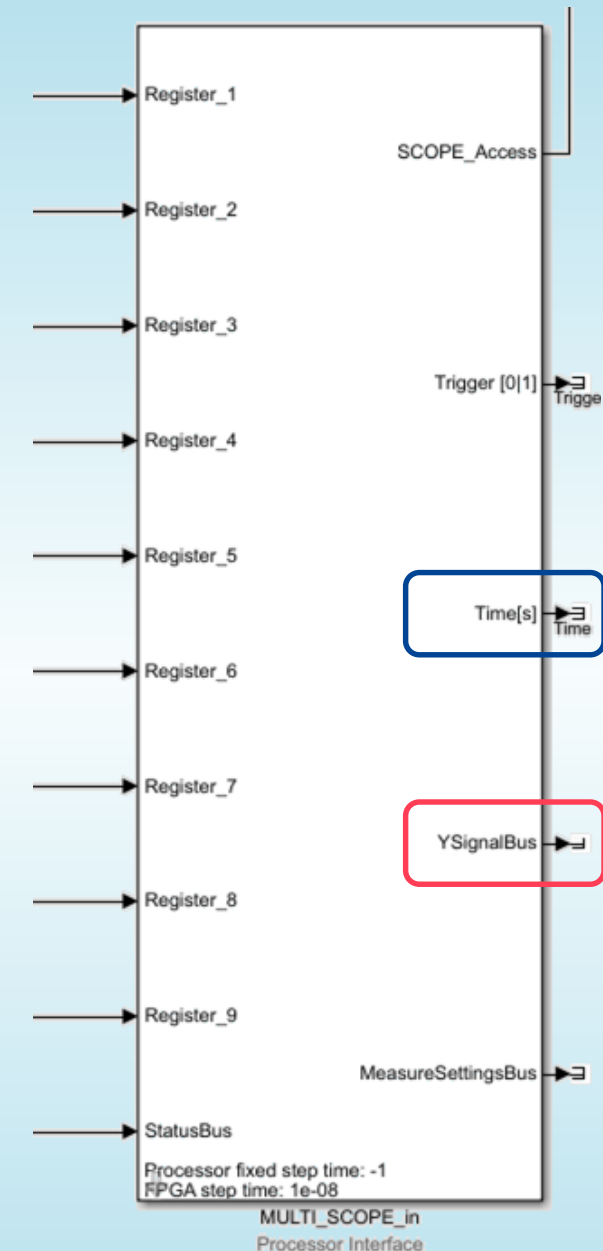 Register_1
SCOPE_Access
Register_2
Register_3
Trigger [0|1]
Trigge
Register_4
Register_5
Time[s]
Time
Register_6
Register_7
YSignalBus
Register_8
Register_9
MeasureSettingsBus
StatusBus
Processor fixed step time: -1
FPGA step time: 1e-08
MULTI_SCOPE_in
Processor Interface